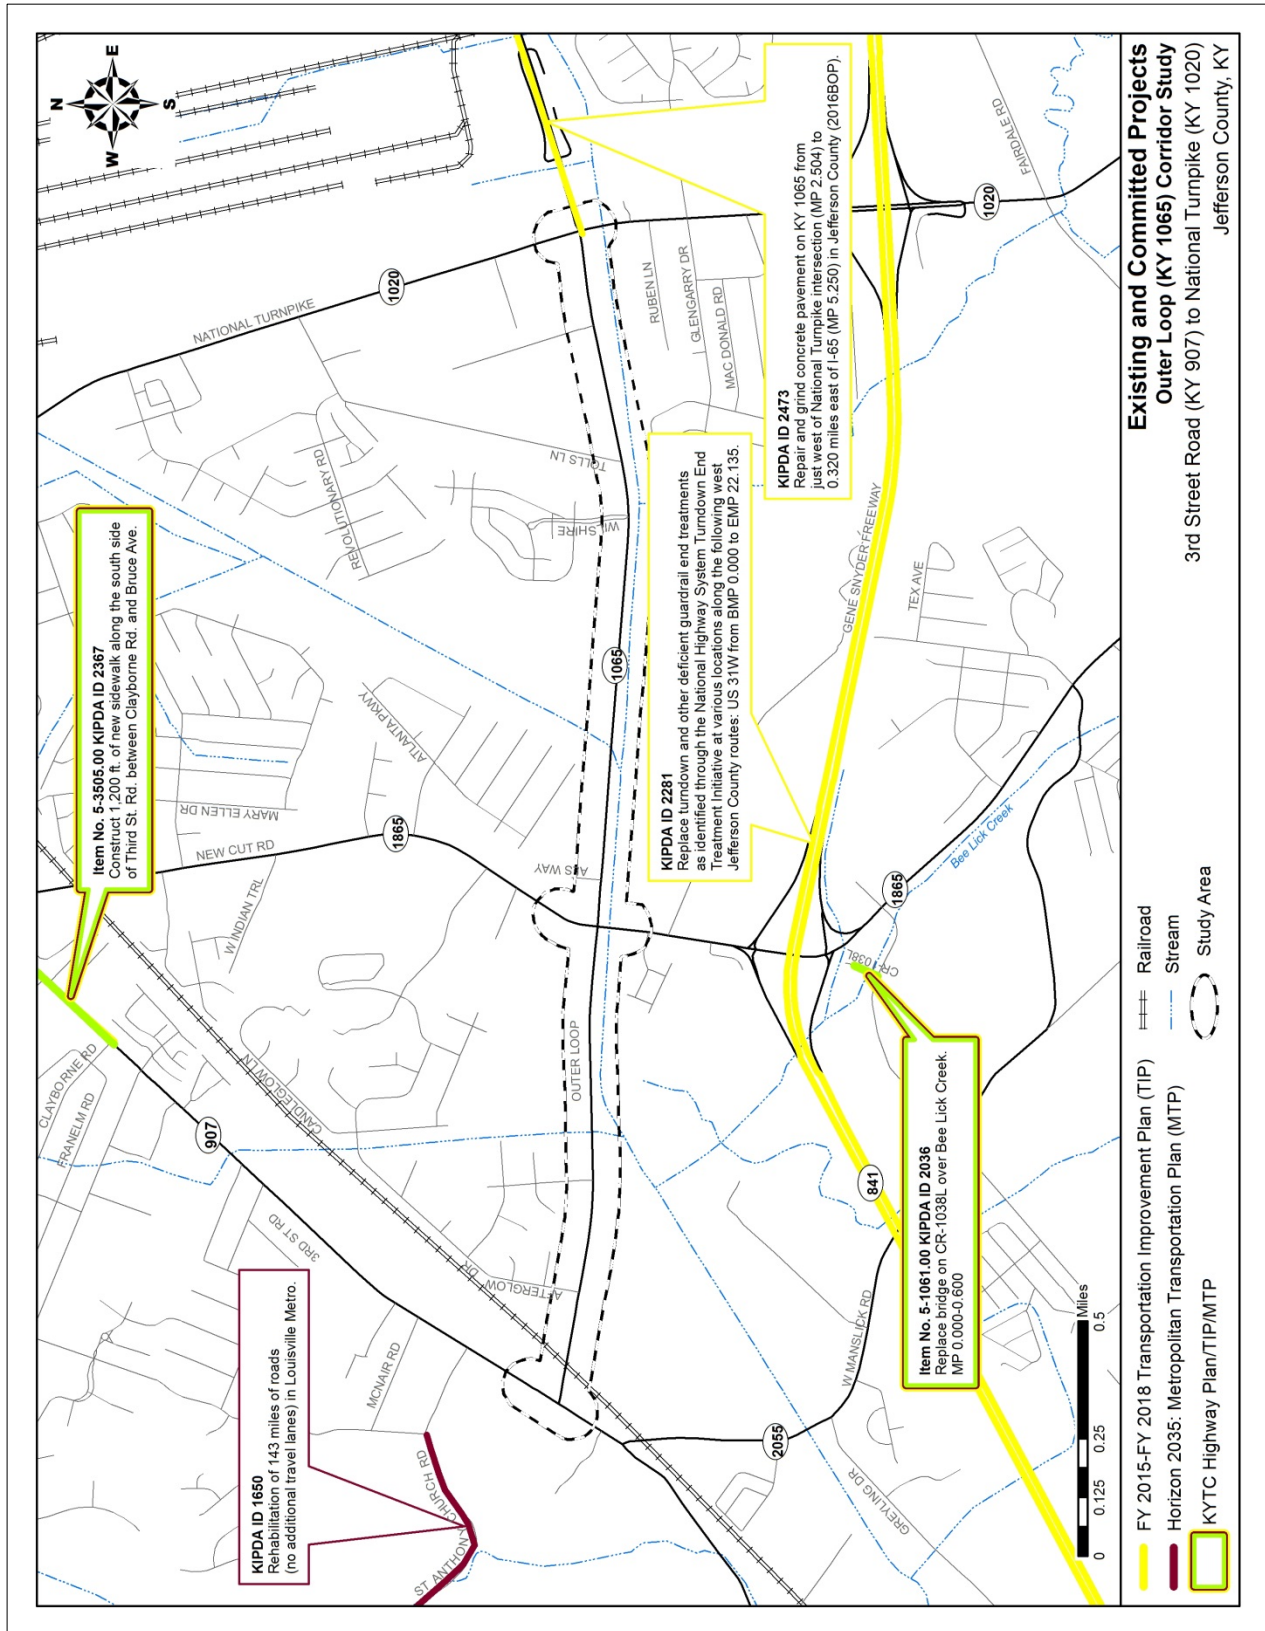 N
E
S
W
Item No. 5-3505.00 KIPDA ID 2367
Construct 1,200 ft. of new sidewalk along the south side
of Third St. Rd. between Clayborne Rd. and Bruce Ave.
KIPDA ID 1650
Rehabilitation of 143 miles of roads
(no additional travel lanes) in Louisville Metro.
KIPDA ID 2281
Replace turndown and other deficient guardrail end treatments
as identified through the National Highway System Turndown End
Treatment Initiative at various locations along the following west
Jefferson County routes: US 31W from BMP 0.000 to EMP 22.135.
KIPDA ID 2473
Repair and grind concrete pavement on KY 1065 from
just west of National Turnpike intersection (MP 2.504) to
0.320 miles east of I-65 (MP 5.250) in Jefferson County (2016BOP).
Item No. 5-1061.00 KIPDA ID 2036
Replace bridge on CR-1038L over Bee Lick Creek.
MP 0.000-0.600
CLAYBORNE RD
FRANELM RD
907
3RD ST RD
MCNAIR RD
ST ANTHONY CHURCH RD
CANDLEGLOW LN
AFTERGLOW DR
W INDIAN TRL
NEW CUT RD
MARY ELLEN DR
1865
ATLANTA PKWY
REVOLUTIONARY RD
NATIONAL TURNPIKE
1020
TOLLS LN
WILSHIRE
ARS WAY
OUTER LOOP
1065
RUBEN LN
GLENGARRY DR
MAC DONALD RD
GENE SNYDER FREEWAY
TEX AVE
FAIRDALE RD
1020
Bee Lick Creek
1865
CR-1038L
841
W MANSLICK RD
2055
GREYLING DR
Miles
0
0.125
0.25
0.5
FY 2015-FY 2018 Transportation Improvement Plan (TIP)
Horizon 2035: Metropolitan Transportation Plan (MTP)
KYTC Highway Plan/TIP/MTP
Railroad
Stream
Study Area
Existing and Committed Projects
Outer Loop (KY 1065) Corridor Study
3rd Street Road (KY 907) to National Turnpike (KY 1020)
Jefferson County, KY